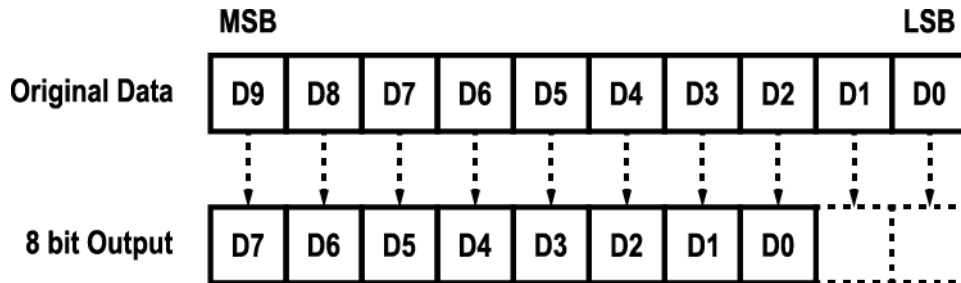 MSB LSB
Original Data D9 D8 D7 D6 D5 D4 D3 D2 D1 D0
8 bit Output D7 D6 D5 D4 D3 D2 D1 D0